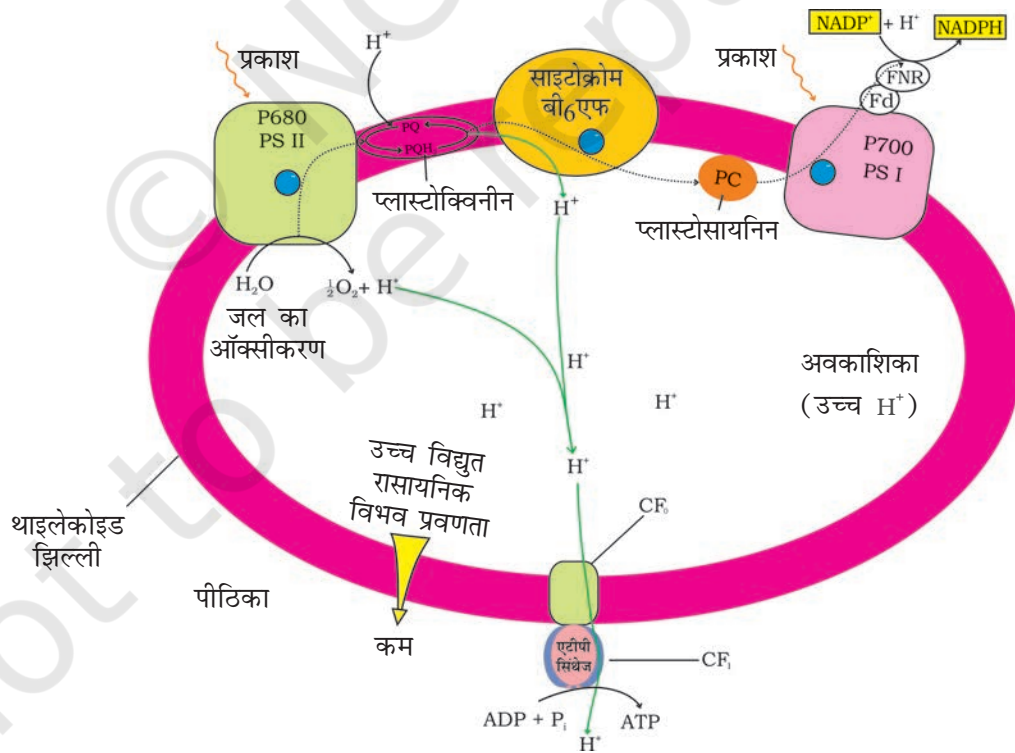 NADP⁺ + H⁺ NADPH
H⁺
प्रकाश
साइटोक्रोम
बी6एफ
प्रकाश
FNR
Fd
P680
PS II
PQ
PQH₂
P700
PS I
PC
प्लास्टोक्विनीन
H⁺
प्लास्टोसायनिन
H₂O
½O₂ + H⁺
जल का
ऑक्सीकरण
H⁺
अवकाशिका
(उच्च H⁺)
H⁺
H⁺
उच्च विद्युत
रासायनिक
विभव प्रवणता
H⁺
CF₀
थाइलेकोइड
झिल्ली
पीठिका
कम
एटीपी
सिंथेज
CF₁
ADP + Pᵢ
ATP
H⁺